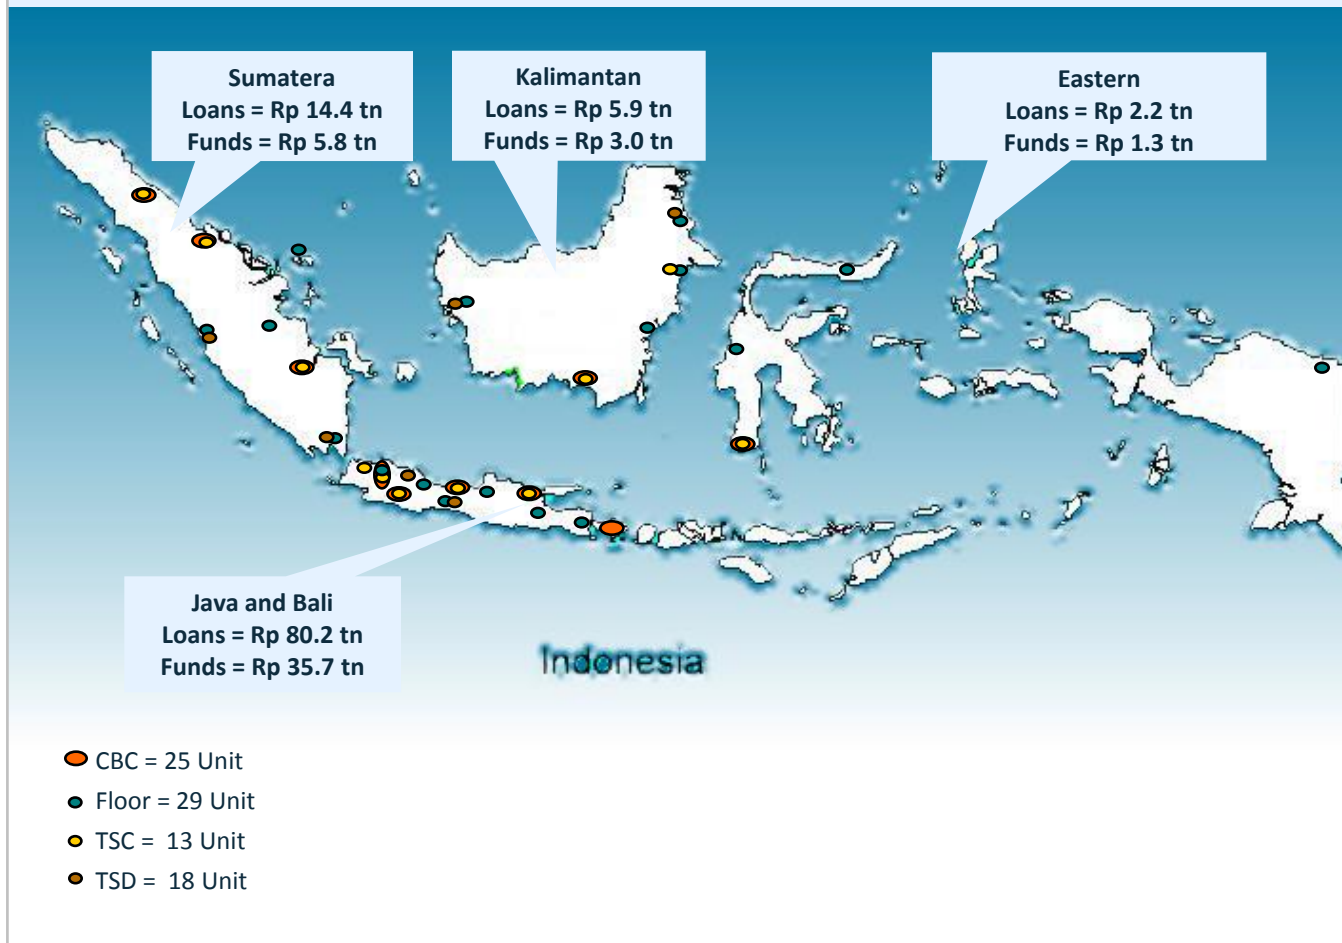 Sumatera
Loans = Rp 14.4 tn
Funds = Rp 5.8 tn
Kalimantan
Loans = Rp 5.9 tn
Funds = Rp 3.0 tn
Eastern
Loans = Rp 2.2 tn
Funds = Rp 1.3 tn
Java and Bali
Loans = Rp 80.2 tn
Funds = Rp 35.7 tn
Indonesia
CBC = 25 Unit
Floor = 29 Unit
TSC = 13 Unit
TSD = 18 Unit